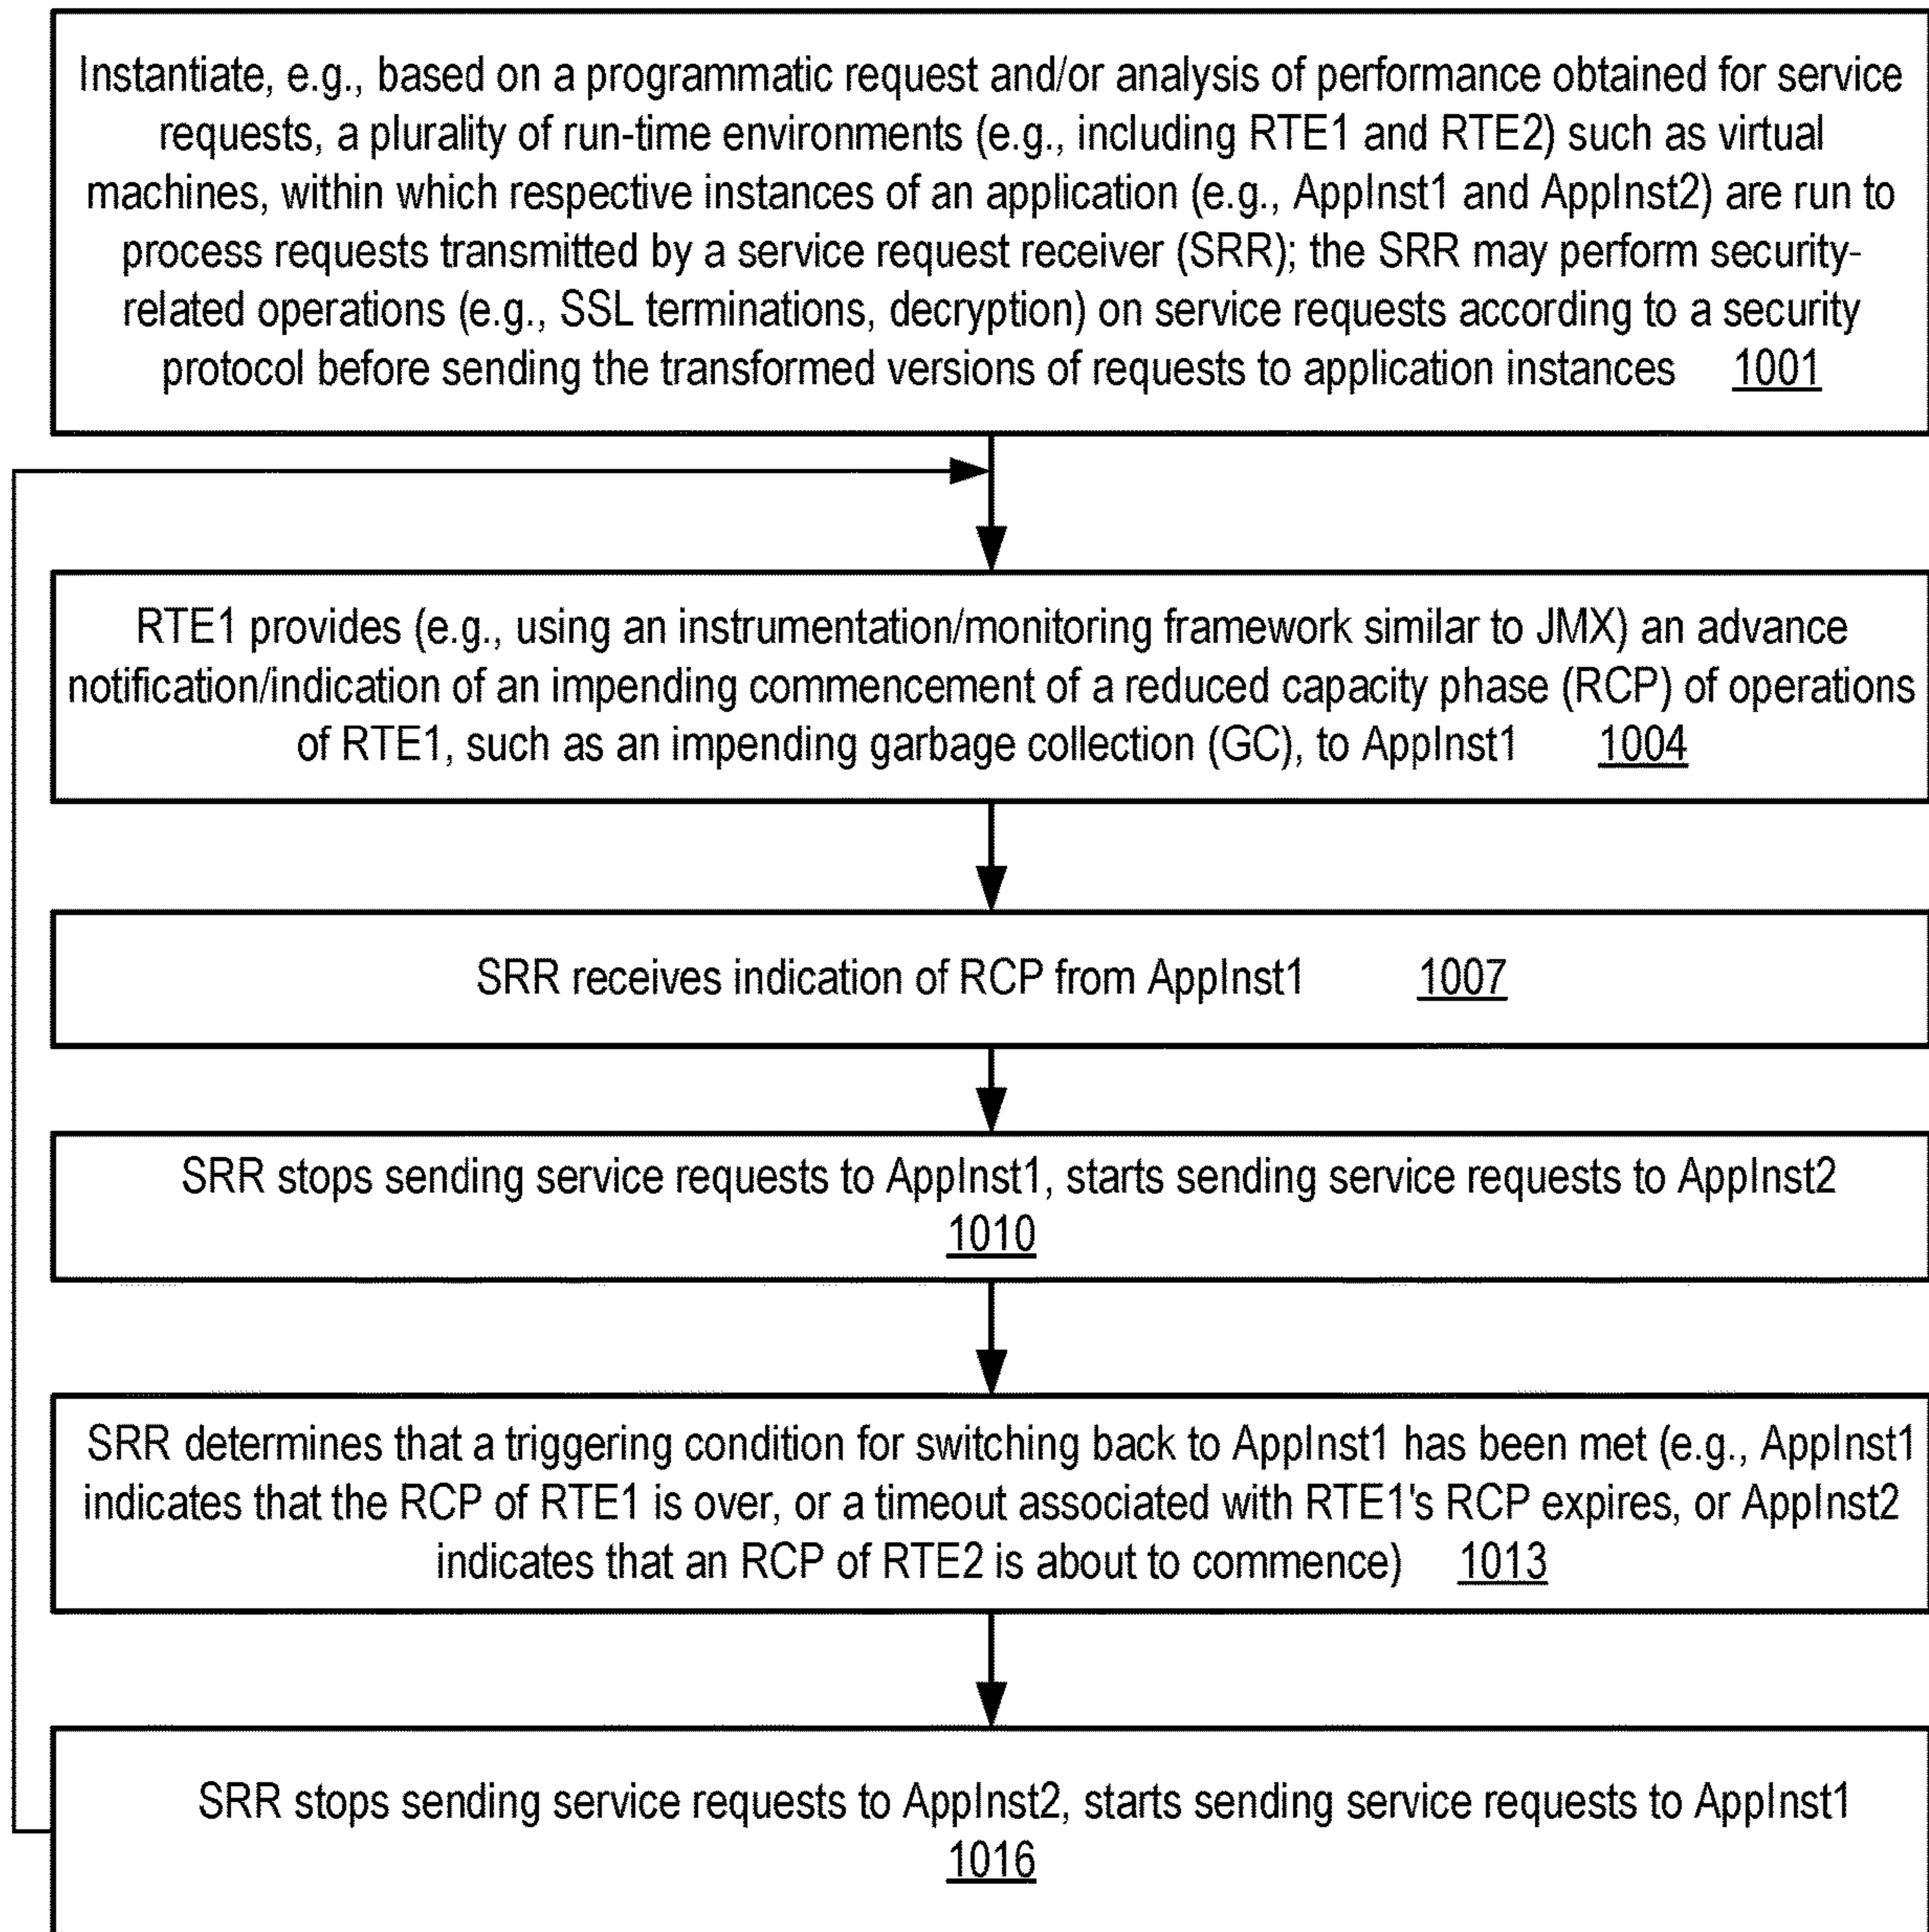 Instantiate, e.g., based on a programmatic request and/or analysis of performance obtained for service
requests, a plurality of run-time environments (e.g., including RTE1 and RTE2) such as virtual
machines, within which respective instances of an application (e.g., AppInst1 and AppInst2) are run to
process requests transmitted by a service request receiver (SRR); the SRR may perform security-
related operations (e.g., SSL terminations, decryption) on service requests according to a security
protocol before sending the transformed versions of requests to application instances 1001
RTE1 provides (e.g., using an instrumentation/monitoring framework similar to JMX) an advance
notification/indication of an impending commencement of a reduced capacity phase (RCP) of operations
of RTE1, such as an impending garbage collection (GC), to AppInst1 1004
SRR receives indication of RCP from AppInst1 1007
SRR stops sending service requests to AppInst1, starts sending service requests to AppInst2
1010
SRR determines that a triggering condition for switching back to AppInst1 has been met (e.g., AppInst1
indicates that the RCP of RTE1 is over, or a timeout associated with RTE1's RCP expires, or AppInst2
indicates that an RCP of RTE2 is about to commence) 1013
SRR stops sending service requests to AppInst2, starts sending service requests to AppInst1
1016